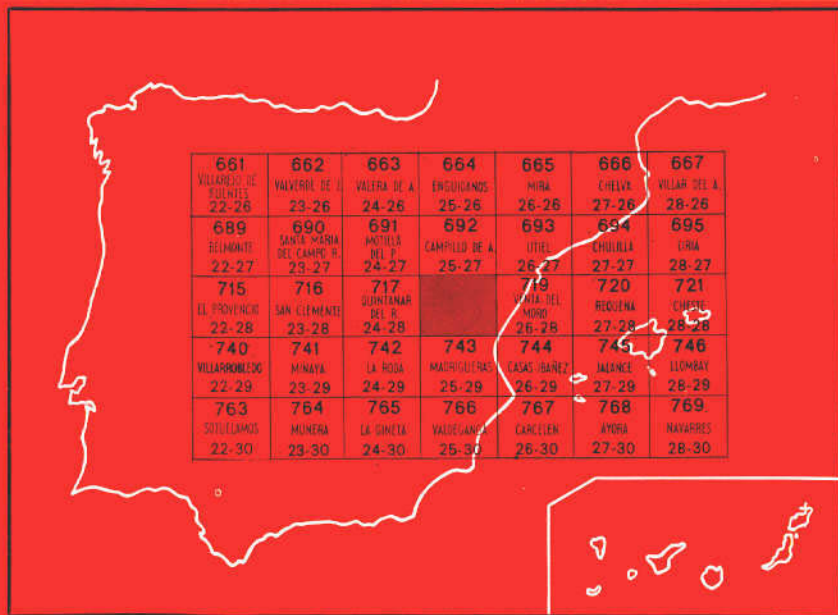 661 662 663 664 665 666 667
VILLAREJO DE FUENTES VALVERDE DE J. VALERA DE A. ENGUIDANOS MIRA CHELVA VILLAR DEL A.
22-26 23-26 24-26 25-26 26-26 27-26 28-26
689 690 691 692 693 694 695
BELMONTE SANTA MARIA DEL CAMPO R. MOTILLA DEL P. CAMPILLO DE A. UTIEL CHULILLA LIRIA
22-27 23-27 24-27 25-27 26-27 27-27 28-27
715 716 717 719 720 721
EL PROVENCIO SAN CLEMENTE QUINTANAR DEL R. VENTA DEL MORO REQUENA CHESTE
22-28 23-28 24-28 26-28 27-28 28-28
740 741 742 743 744 745 746
VILLARROBLEDO MINAYA LA RODA MADRIGUERAS CASAS IBAÑEZ JALANCE LLOMBAY
22-29 23-29 24-29 25-29 26-29 27-29 28-29
763 764 765 766 767 768 769
SOTUELAMOS MUNERA LA GINETA VALDEGANGA CARCELEN AYORA NAVARRES
22-30 23-30 24-30 25-30 26-30 27-30 28-30